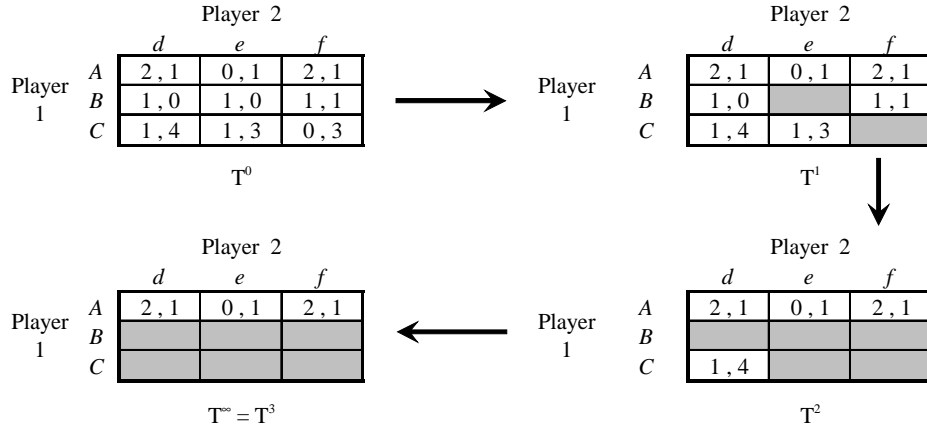 Player 2
d e f
Player 1
A 2 , 1 0 , 1 2 , 1
B 1 , 0 1 , 0 1 , 1
C 1 , 4 1 , 3 0 , 3
T⁰
Player 2
d e f
Player 1
A 2 , 1 0 , 1 2 , 1
B 1 , 0 1 , 1
C 1 , 4 1 , 3
T¹
Player 2
d e f
Player 1
A 2 , 1 0 , 1 2 , 1
B
C
T^∞ = T³
Player 2
d e f
Player 1
A 2 , 1 0 , 1 2 , 1
B
C 1 , 4
T²